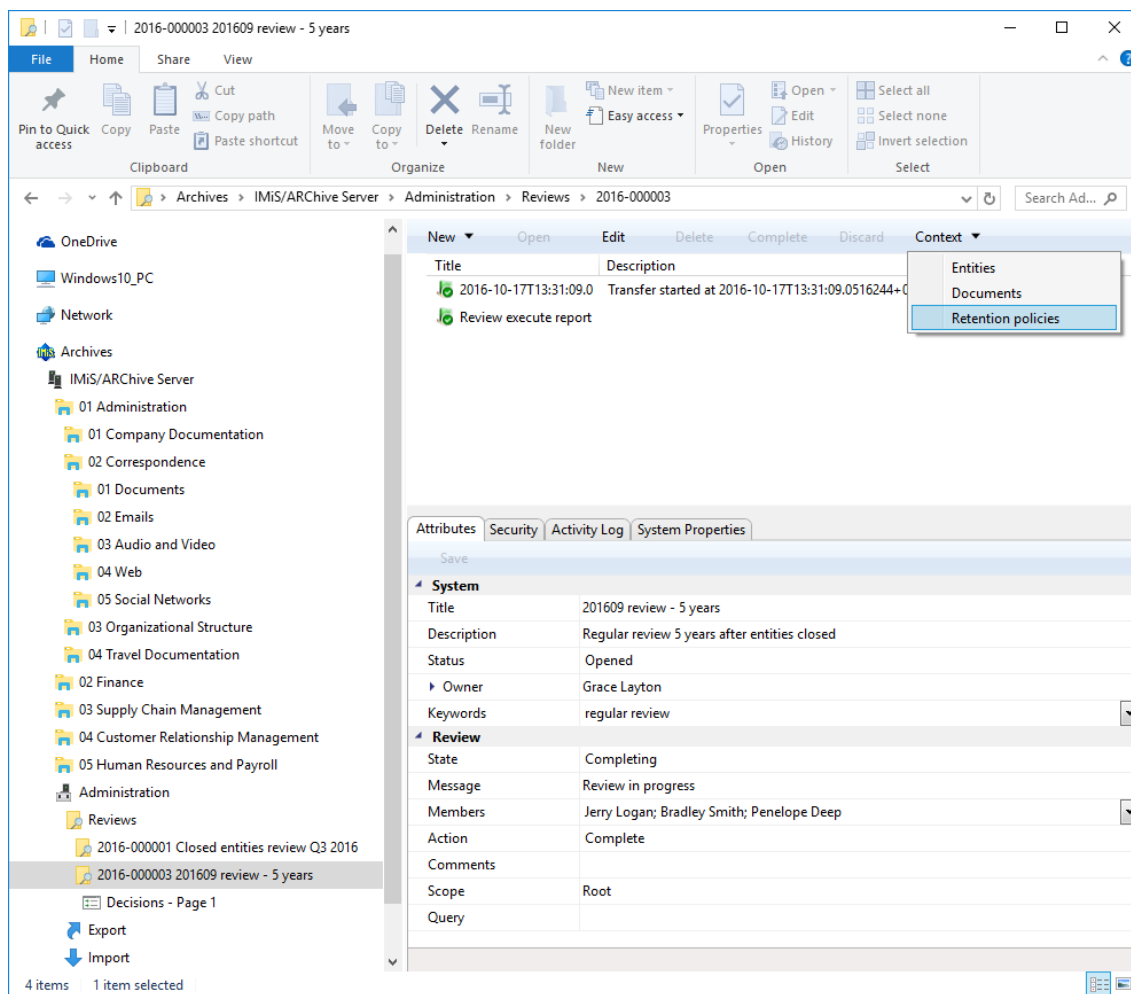 2016-000003 201609 review - 5 years
File Home Share View
Pin to Quick access
Copy
Paste
Cut
Copy path
Paste shortcut
Clipboard
Move to
Copy to
Delete
Rename
Organize
New folder
New item
Easy access
New
Properties
Open
Edit
History
Open
Select all
Select none
Invert selection
Select
Archives > IMiS/ARChive Server > Administration > Reviews > 2016-000003
Search Ad...
OneDrive
Windows10_PC
Network
Archives
IMiS/ARChive Server
01 Administration
01 Company Documentation
02 Correspondence
01 Documents
02 Emails
03 Audio and Video
04 Web
05 Social Networks
03 Organizational Structure
04 Travel Documentation
02 Finance
03 Supply Chain Management
04 Customer Relationship Management
05 Human Resources and Payroll
Administration
Reviews
2016-000001 Closed entities review Q3 2016
2016-000003 201609 review - 5 years
Decisions - Page 1
Export
Import
New Open Edit Delete Complete Discard Context
Title Description
2016-10-17T13:31:09.0 Transfer started at 2016-10-17T13:31:09.0516244+0
Review execute report
Entities
Documents
Retention policies
Attributes Security Activity Log System Properties
Save
System
Title 201609 review - 5 years
Description Regular review 5 years after entities closed
Status Opened
Owner Grace Layton
Keywords regular review
Review
State Completing
Message Review in progress
Members Jerry Logan; Bradley Smith; Penelope Deep
Action Complete
Comments
Scope Root
Query
4 items 1 item selected